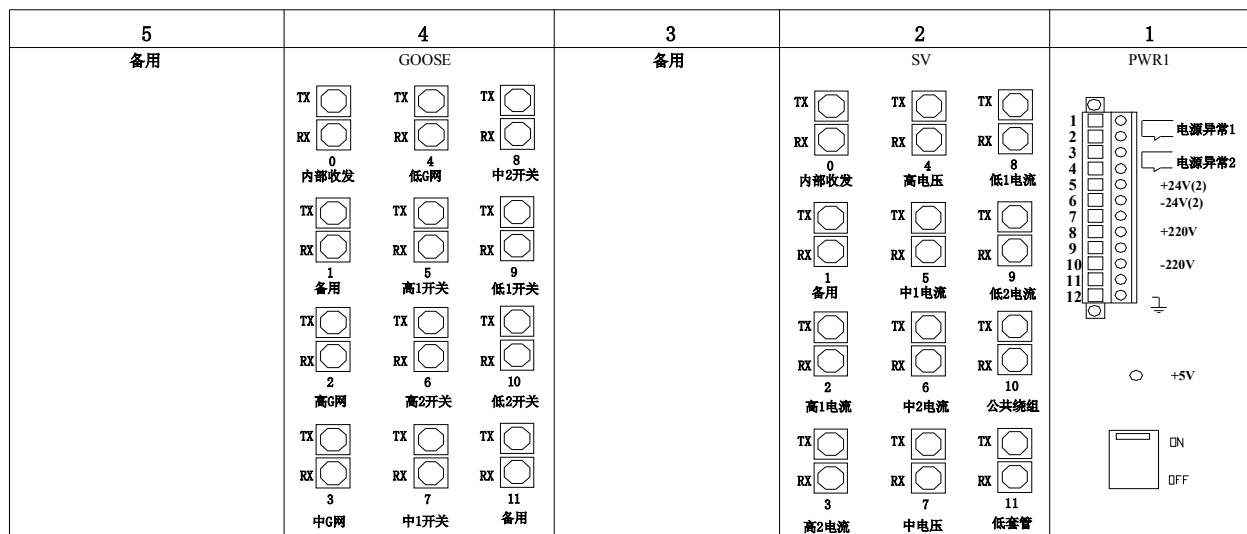 5 4 3 2 1
备用 GOOSE 备用 SV PWR1
TX TX TX
RX RX RX
0 4 8
内部收发 低G网 中2开关
TX TX TX
RX RX RX
1 5 9
备用 高1开关 低1开关
TX TX TX
RX RX RX
2 6 10
高G网 高2开关 低2开关
TX TX TX
RX RX RX
3 7 11
中G网 中1开关 备用
TX TX TX
RX RX RX
0 4 8
内部收发 高电压 低1电流
TX TX TX
RX RX RX
1 5 9
备用 中1电流 低2电流
TX TX TX
RX RX RX
2 6 10
高1电流 中2电流 公共绕组
TX TX TX
RX RX RX
3 7 11
高2电流 中电压 低套管
1
2 电源异常1
3
4 电源异常2
5 +24V(2)
6 -24V(2)
7
8 +220V
9
10 -220V
11
12
+5V
ON
OFF